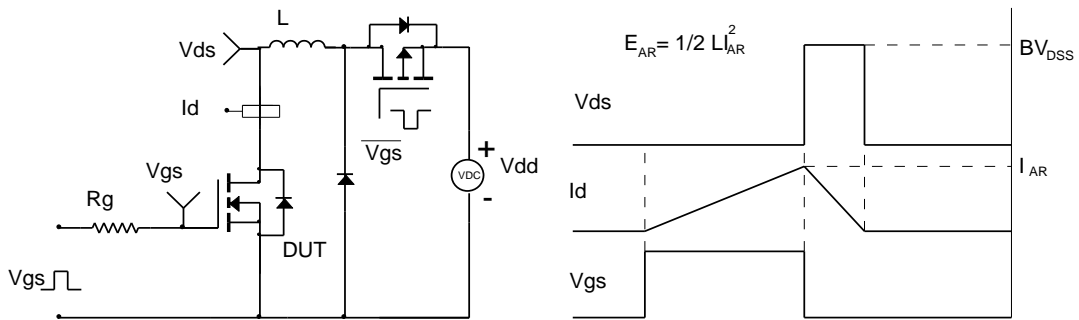 L
Vds
Id
Vgs
Rg
DUT
Vgs
Vgs
+
VDC
Vdd
-
E_AR= 1/2 LI_AR^2
BV_DSS
Vds
I_AR
Id
Vgs